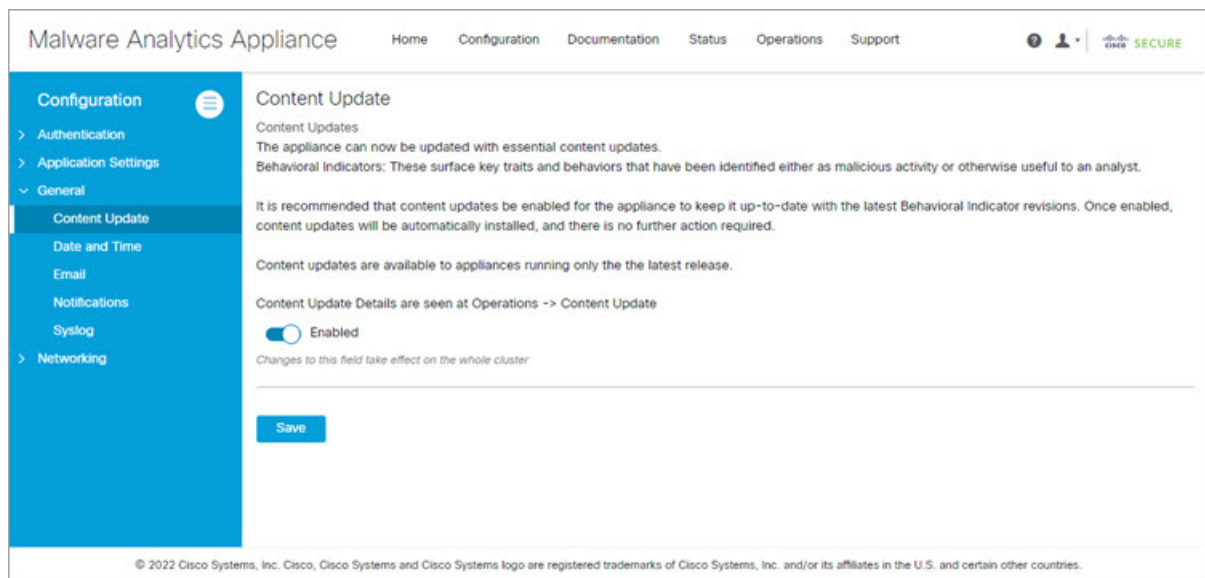 Malware Analytics Appliance
Home Configuration Documentation Status Operations Support
CISCO SECURE
Configuration
Authentication
Application Settings
General
Content Update
Date and Time
Email
Notifications
Syslog
Networking
Content Update
Content Updates
The appliance can now be updated with essential content updates.
Behavioral Indicators: These surface key traits and behaviors that have been identified either as malicious activity or otherwise useful to an analyst.
It is recommended that content updates be enabled for the appliance to keep it up-to-date with the latest Behavioral Indicator revisions. Once enabled,
content updates will be automatically installed, and there is no further action required.
Content updates are available to appliances running only the the latest release.
Content Update Details are seen at Operations -> Content Update
Enabled
Changes to this field take effect on the whole cluster
Save
© 2022 Cisco Systems, Inc. Cisco, Cisco Systems and Cisco Systems logo are registered trademarks of Cisco Systems, Inc. and/or its affiliates in the U.S. and certain other countries.